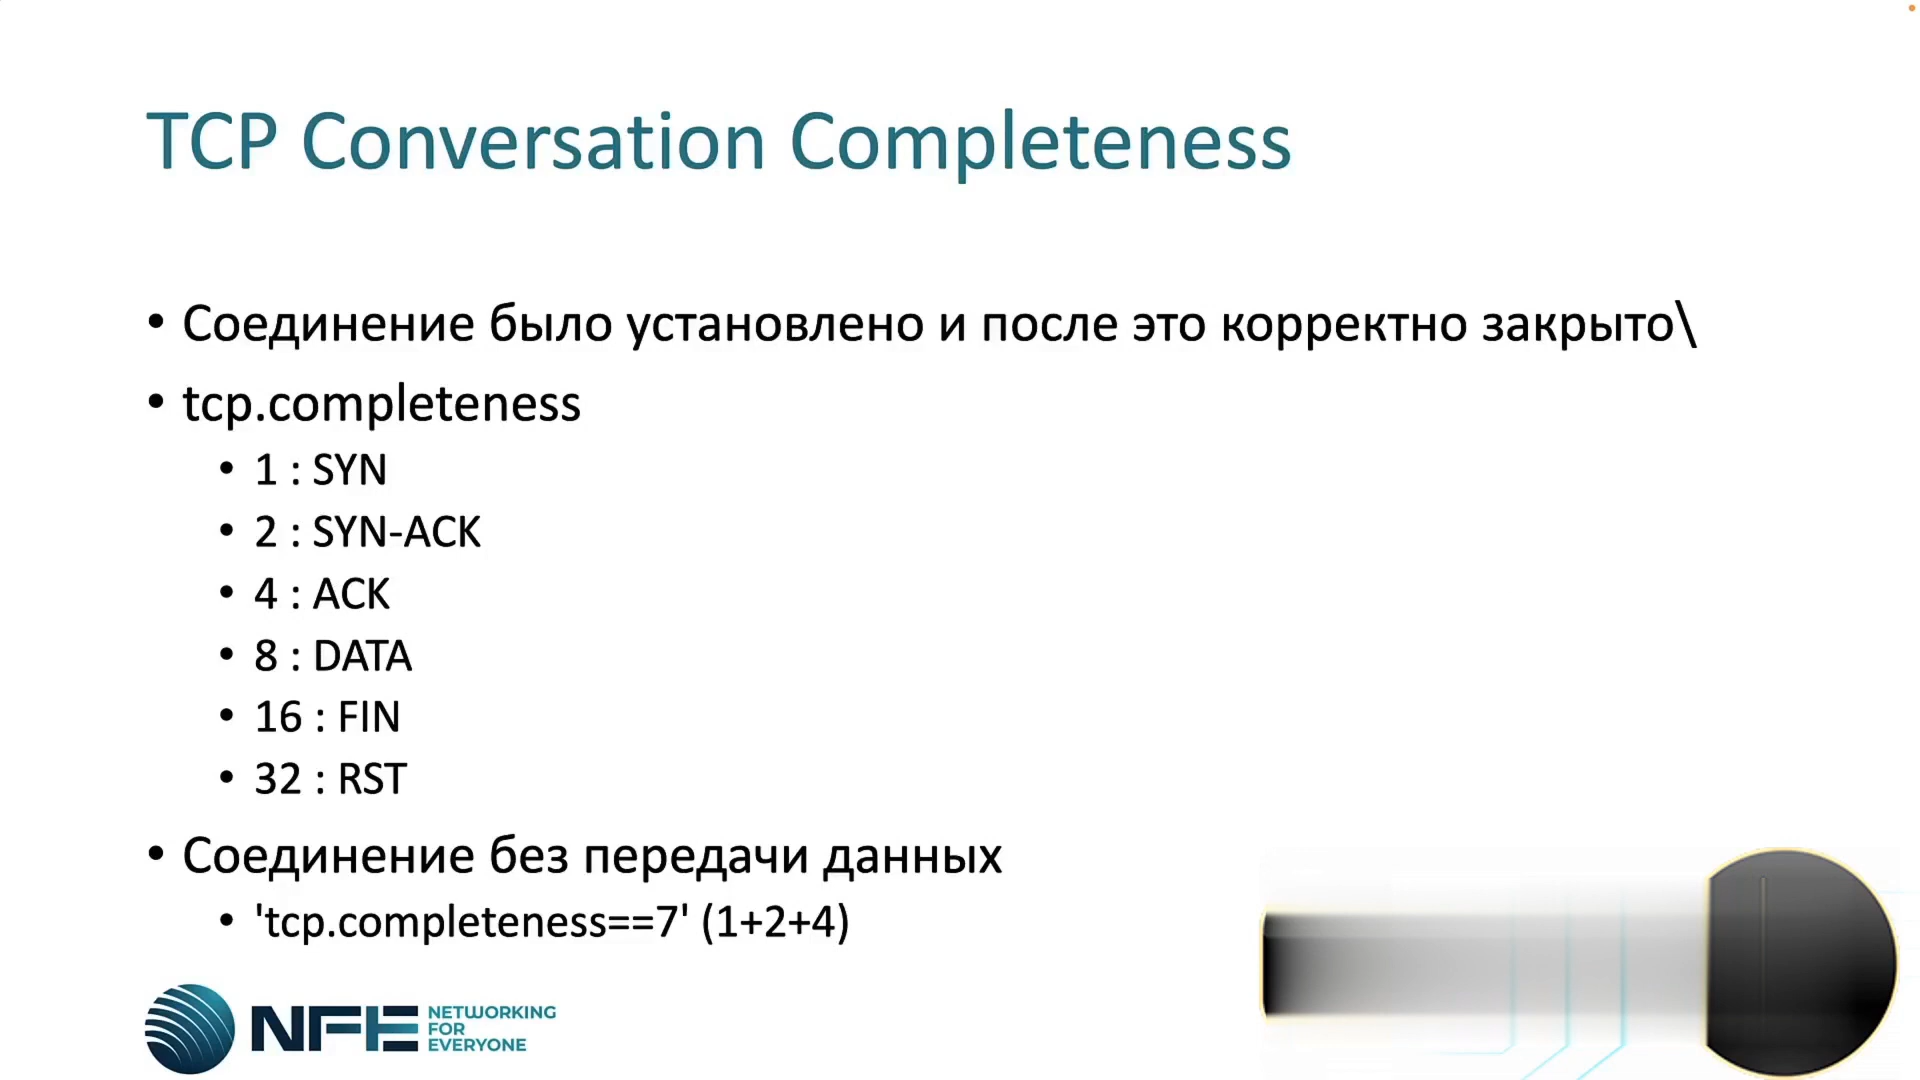 TCP Conversation Completeness
• Соединение было установлено и после это корректно закрыто\
• tcp.completeness
• 1 : SYN
• 2 : SYN-ACK
• 4 : ACK
• 8 : DATA
• 16 : FIN
• 32 : RST
• Соединение без передачи данных
• 'tcp.completeness==7' (1+2+4)
NFE
NETWORKING
FOR
EVERYONE